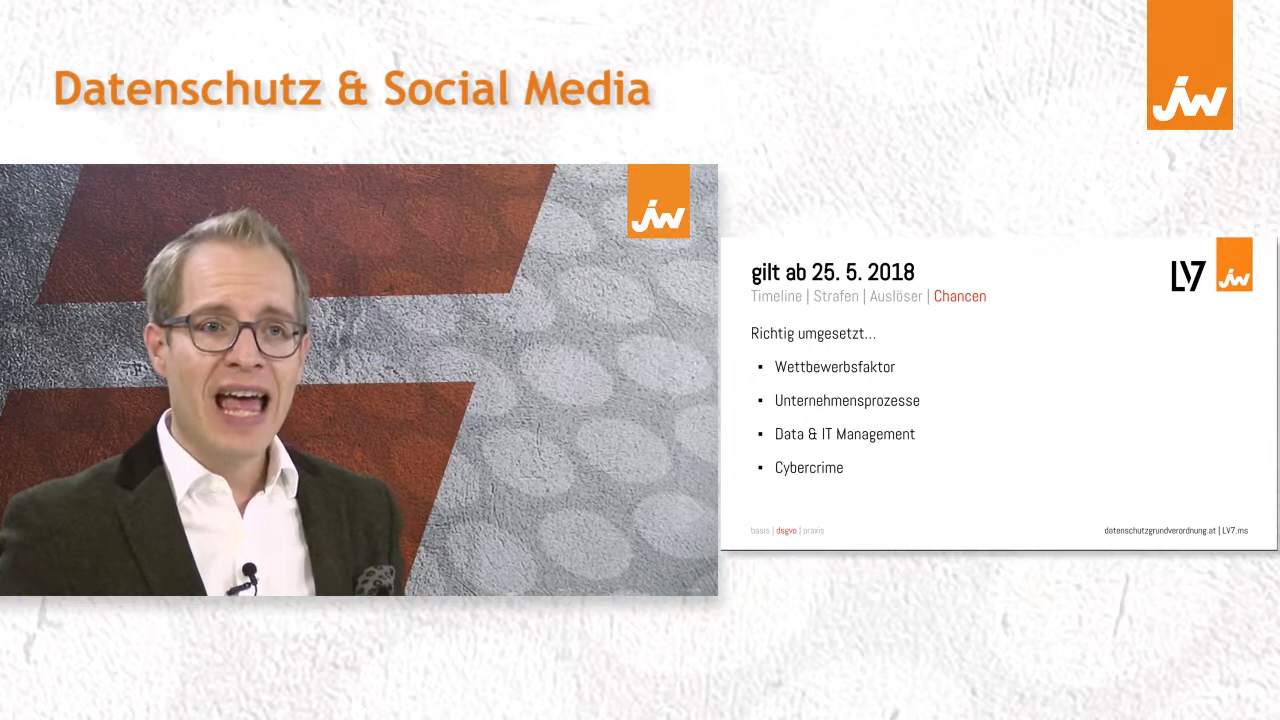 Datenschutz & Social Media
jw
jw
gilt ab 25. 5. 2018
LV7
jw
Timeline | Strafen | Auslöser | Chancen
Richtig umgesetzt...
▪ Wettbewerbsfaktor
▪ Unternehmensprozesse
▪ Data & IT Management
▪ Cybercrime
basis | dsgvo | praxis
datenschutzgrundverordnung.at | LV7.ms